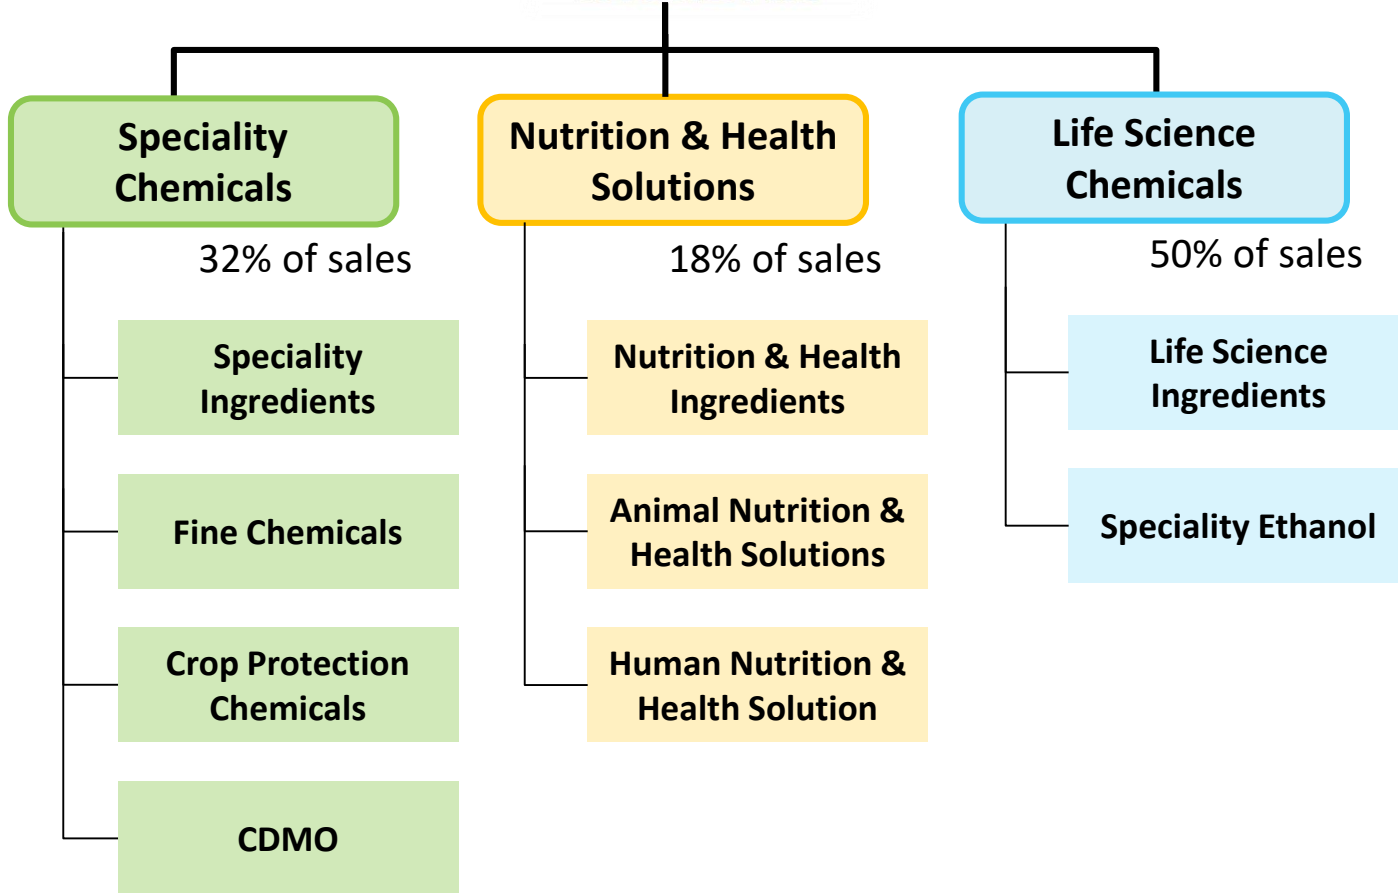 Speciality
Chemicals
32% of sales
Speciality
Ingredients
Fine Chemicals
Crop Protection
Chemicals
CDMO
Nutrition & Health
Solutions
18% of sales
Nutrition & Health
Ingredients
Animal Nutrition &
Health Solutions
Human Nutrition &
Health Solution
Life Science
Chemicals
50% of sales
Life Science
Ingredients
Speciality Ethanol